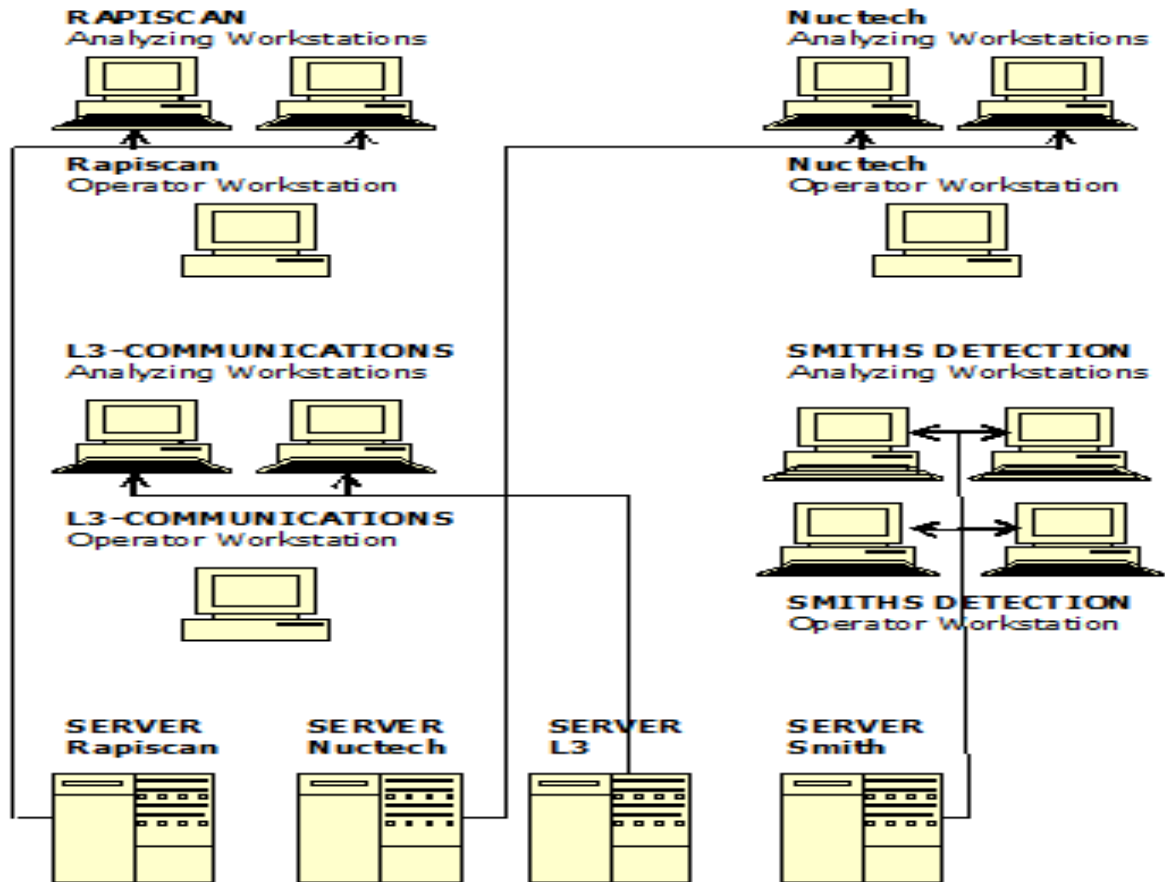 RAPISCAN
Analyzing Workstations
Nuctech
Analyzing Workstations
Rapiscan
Operator Workstation
Nuctech
Operator Workstation
L3-COMMUNICATIONS
Analyzing Workstations
SMITHS DETECTION
Analyzing Workstations
L3-COMMUNICATIONS
Operator Workstation
SMITHS DETECTION
Operator Workstation
SERVER
Rapiscan
SERVER
Nuctech
SERVER
L3
SERVER
Smith